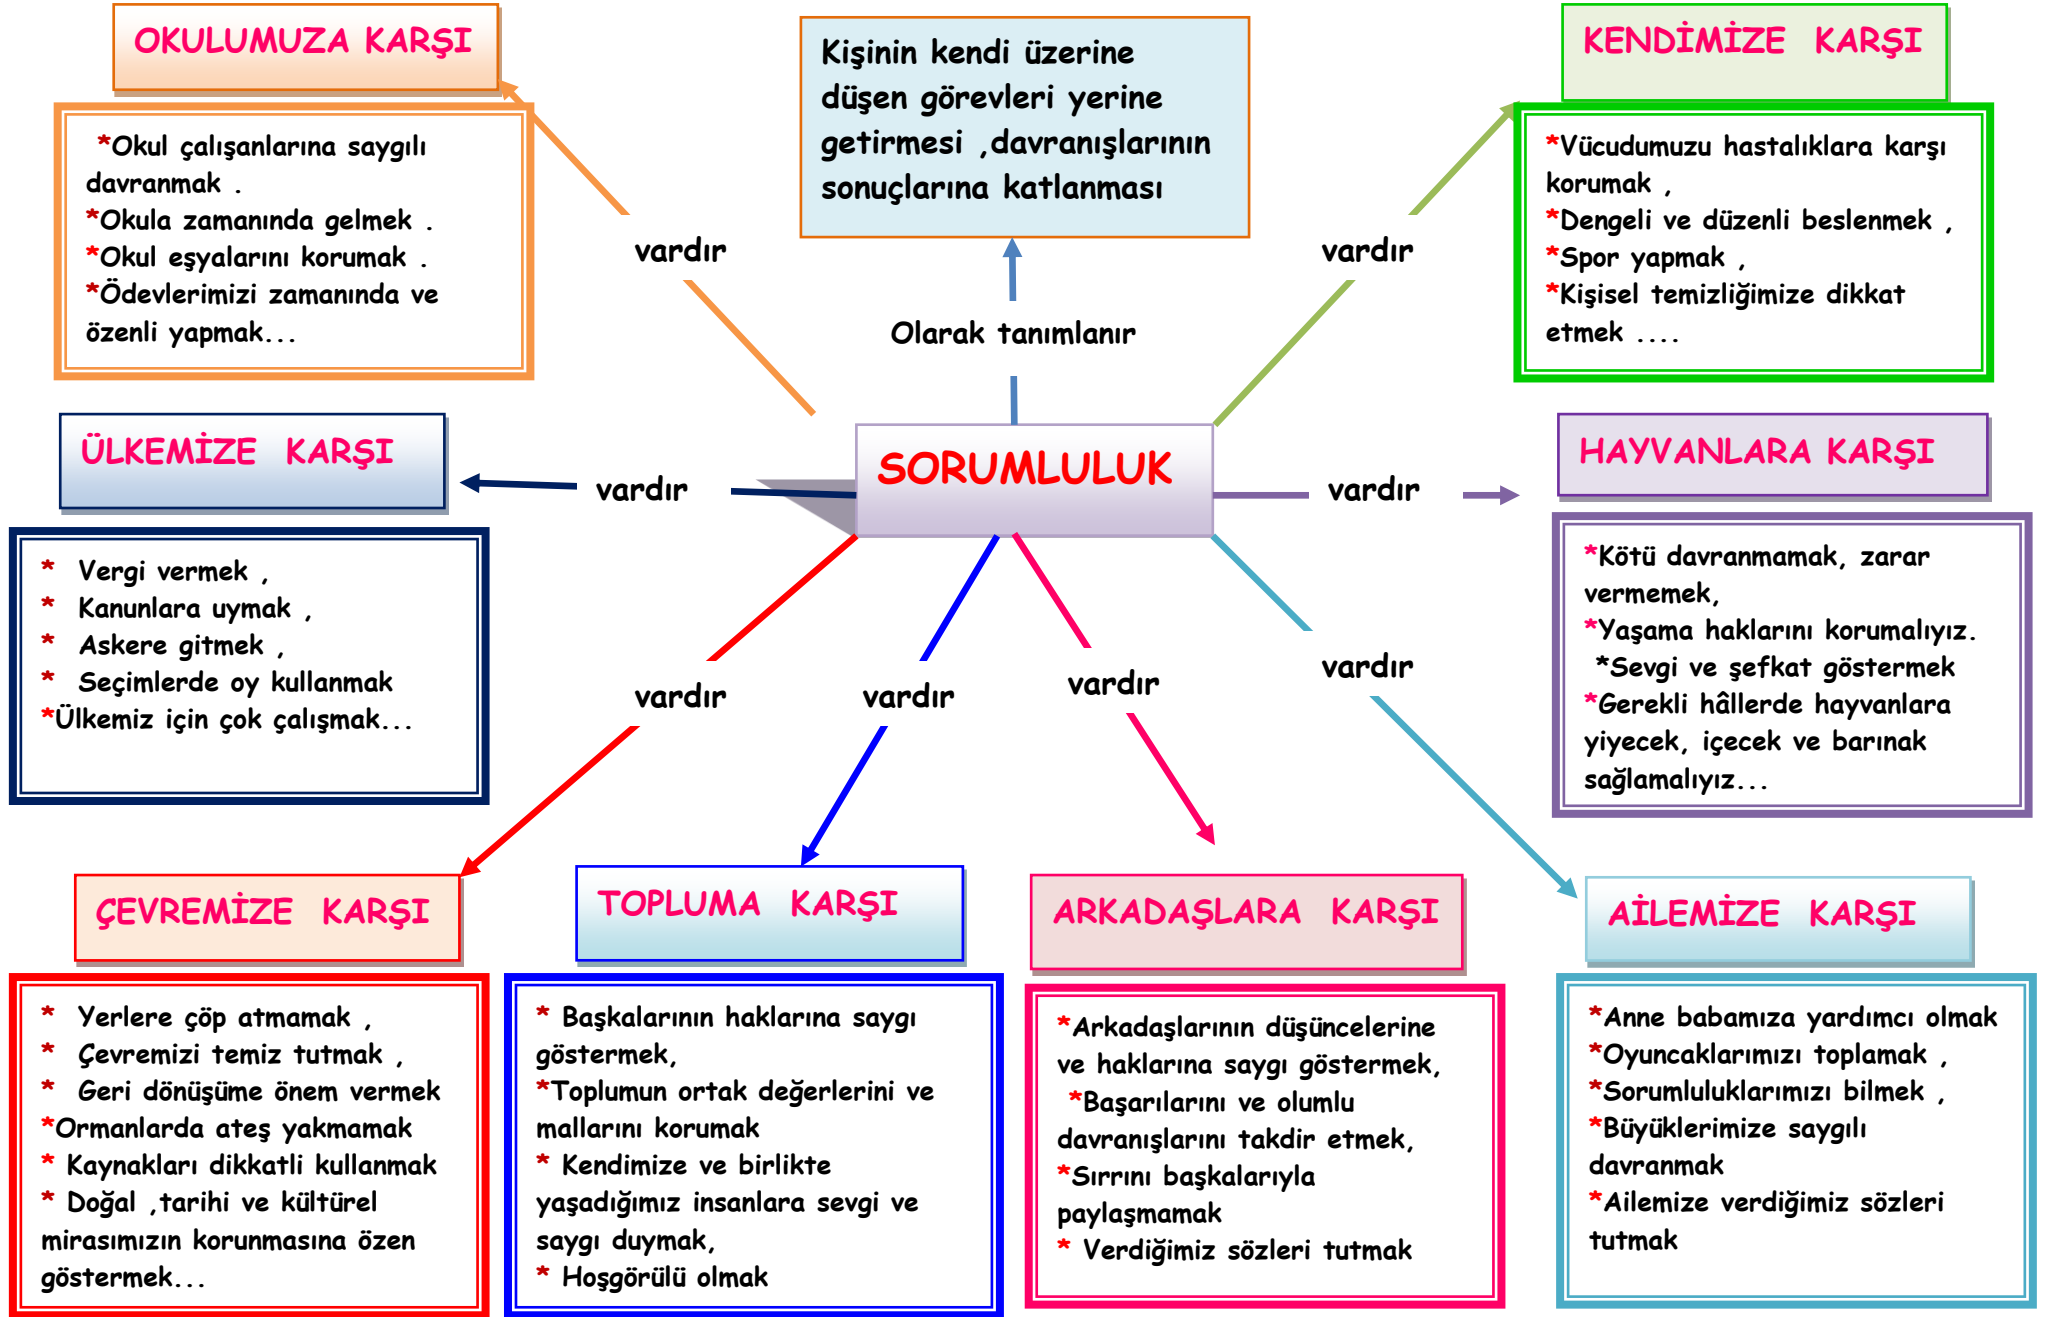 OKULUMUZA KARŞI
*Okul çalışanlarına saygılı
davranmak .
*Okula zamanında gelmek .
*Okul eşyalarını korumak .
*Ödevlerimizi zamanında ve
özenli yapmak...
Kişinin kendi üzerine
düşen görevleri yerine
getirmesi ,davranışlarının
sonuçlarına katlanması
KENDİMİZE KARŞI
*Vücudumuzu hastalıklara karşı
korumak ,
*Dengeli ve düzenli beslenmek ,
*Spor yapmak ,
*Kişisel temizliğimize dikkat
etmek ....
vardır
Olarak tanımlanır
vardır
ÜLKEMİZE KARŞI
* Vergi vermek ,
* Kanunlara uymak ,
* Askere gitmek ,
* Seçimlerde oy kullanmak
*Ülkemiz için çok çalışmak...
vardır
SORUMLULUK
vardır
HAYVANLARA KARŞI
*Kötü davranmamak, zarar
vermemek,
*Yaşama haklarını korumalıyız.
*Sevgi ve şefkat göstermek
*Gerekli hâllerde hayvanlara
yiyecek, içecek ve barınak
sağlamalıyız...
vardır
vardır
vardır
vardır
ÇEVREMİZE KARŞI
* Yerlere çöp atmamak ,
* Çevremizi temiz tutmak ,
* Geri dönüşüme önem vermek
*Ormanlarda ateş yakmamak
* Kaynakları dikkatli kullanmak
* Doğal ,tarihi ve kültürel
mirasımızın korunmasına özen
göstermek...
TOPLUMA KARŞI
* Başkalarının haklarına saygı
göstermek,
*Toplumun ortak değerlerini ve
mallarını korumak
* Kendimize ve birlikte
yaşadığımız insanlara sevgi ve
saygı duymak,
* Hoşgörülü olmak
ARKADAŞLARA KARŞI
*Arkadaşlarının düşüncelerine
ve haklarına saygı göstermek,
*Başarılarını ve olumlu
davranışlarını takdir etmek,
*Sırrını başkalarıyla
paylaşmamak
* Verdiğimiz sözleri tutmak
AİLEMİZE KARŞI
*Anne babamıza yardımcı olmak
*Oyuncaklarımızı toplamak ,
*Sorumluluklarımızı bilmek ,
*Büyüklerimize saygılı
davranmak
*Ailemize verdiğimiz sözleri
tutmak